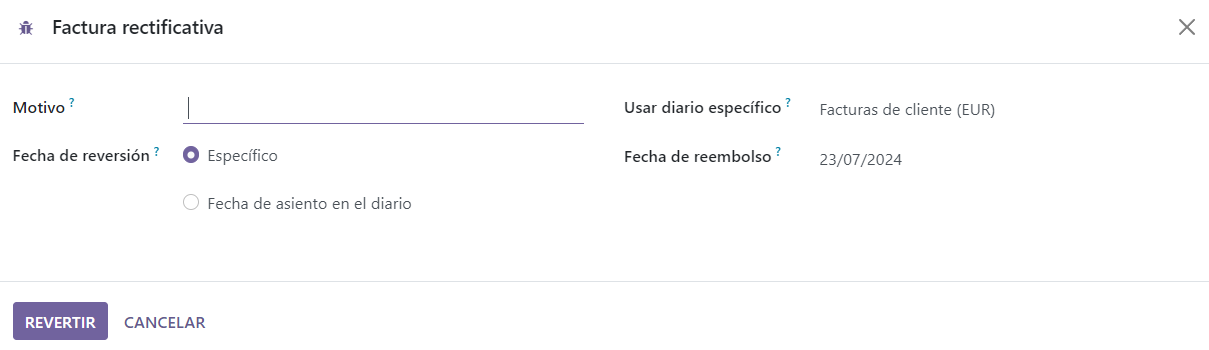 Factura rectificativa
Motivo ?
Usar diario específico ? Facturas de cliente (EUR)
Fecha de reversión ? Específico
Fecha de reembolso ? 23/07/2024
Fecha de asiento en el diario
REVERTIR CANCELAR